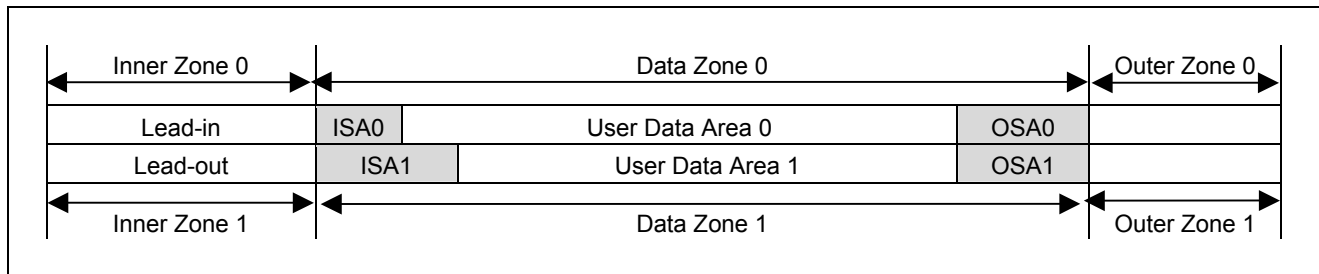 Inner Zone 0 Data Zone 0 Outer Zone 0
Lead-in ISA0 User Data Area 0 OSA0
Lead-out ISA1 User Data Area 1 OSA1
Inner Zone 1 Data Zone 1 Outer Zone 1